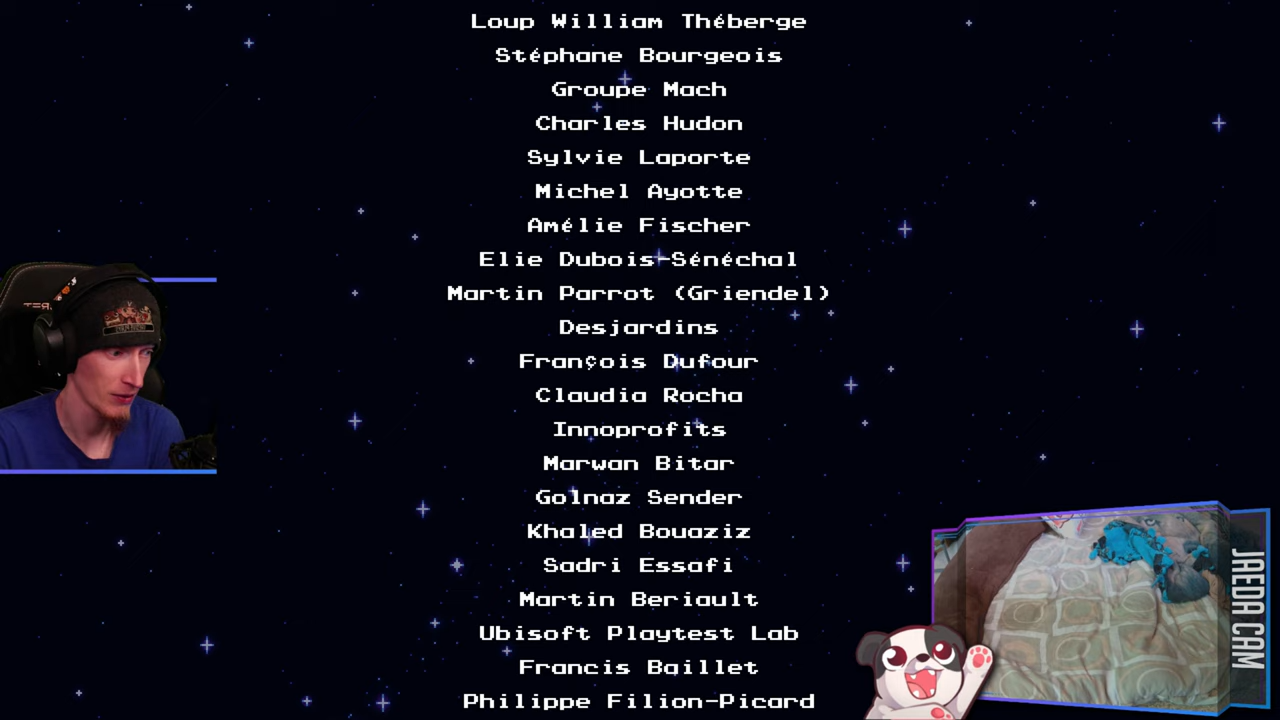 Loup William Théberge
Stéphane Bourgeois
Groupe Mach
Charles Hudon
Sylvie Laporte
Michel Ayotte
Amélie Fischer
Elie Dubois-Sénéchal
Martin Parrot (Griendel)
Desjardins
François Dufour
Claudia Rocha
Innoprofits
Marwan Bitar
Golnaz Sender
Khaled Bouaziz
Sadri Essafi
Martin Beriault
Ubisoft Playtest Lab
Francis Baillet
Philippe Filion-Picard
JAEDA CAM